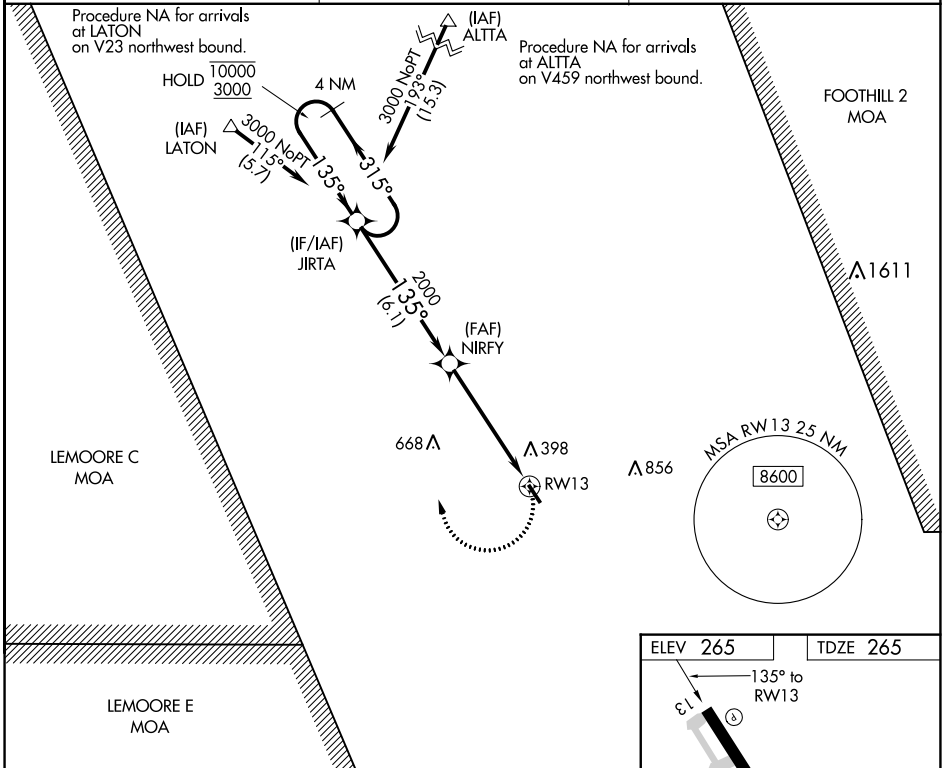 Procedure NA for arrivals
at LATON
on V23 northwest bound.
(IAF)
ALTTA
Procedure NA for arrivals
at ALTTA
on V459 northwest bound.
HOLD
10000
3000
4 NM
3000 NoPT
193°
(15.3)
FOOTHILL 2
MOA
(IAF)
LATON
3000 NoPT
115°
(5.7)
135°
315°
(IF/IAF)
JIRTA
1611
2000
135°
(6.1)
(FAF)
NIRFY
668
398
856
RW13
MSA RW13 25 NM
8600
LEMOORE C
MOA
LEMOORE E
MOA
ELEV 265
TDZE 265
135° to
RW13
13
P